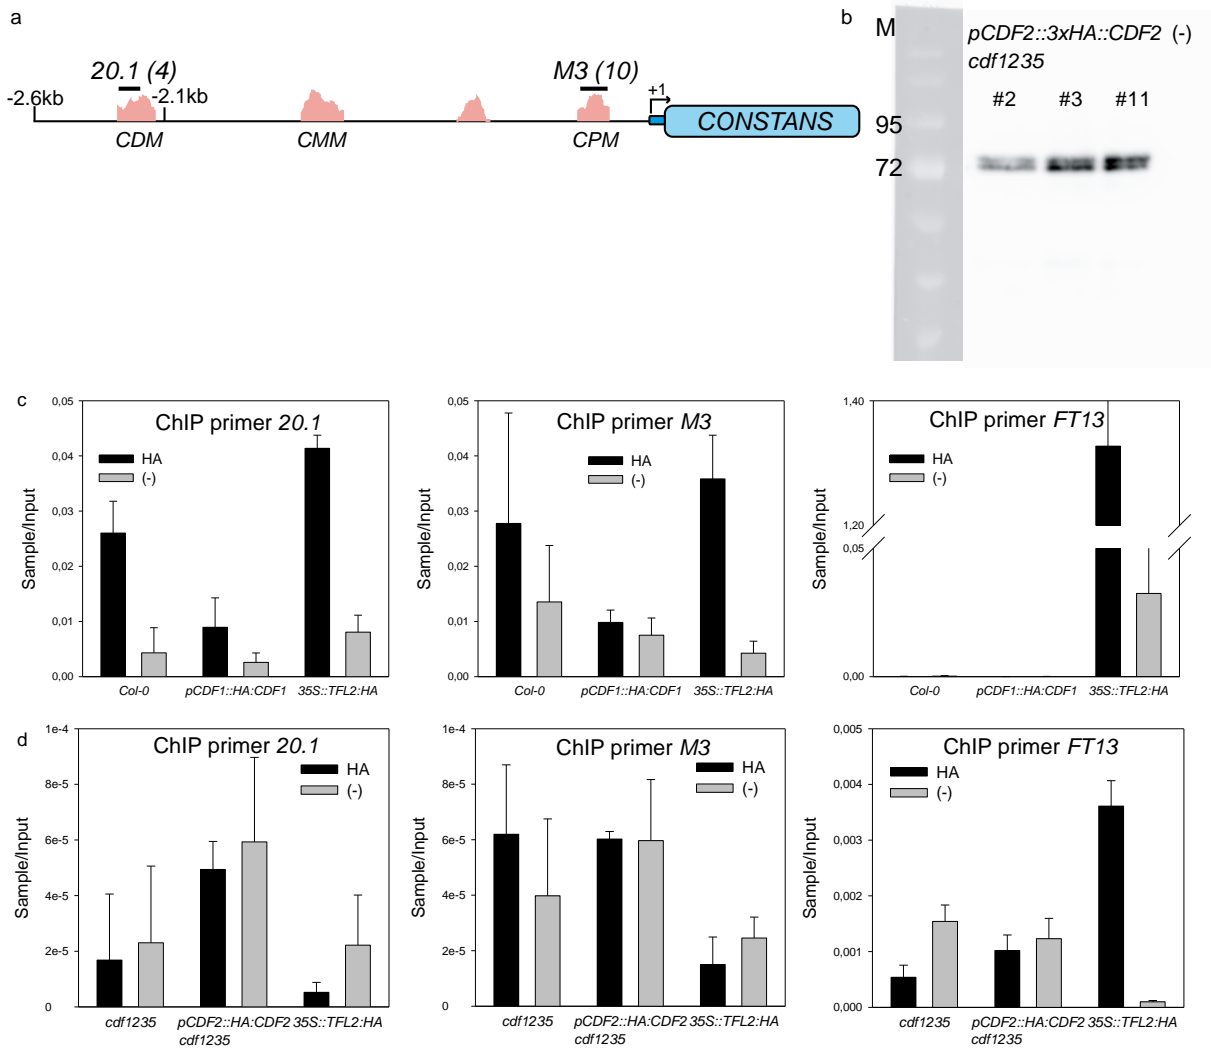 a
20.1 (4)
M3 (10)
-2.6kb
-2.1kb
+1
CONSTANS
CDM
CMM
CPM
b
M
pCDF2::3xHA::CDF2 (-)
cdf1235
#2 #3 #11
95
72
c
ChIP primer 20.1
HA
(-)
Sample/Input
0,05
0,04
0,03
0,02
0,01
0,00
Col-0 pCDF1::HA:CDF1 35S::TFL2:HA
ChIP primer M3
HA
(-)
Sample/Input
0,05
0,04
0,03
0,02
0,01
0,00
Col-0 pCDF1::HA:CDF1 35S::TFL2:HA
ChIP primer FT13
HA
(-)
Sample/Input
1,40
1,20
0,05
0,00
Col-0 pCDF1::HA:CDF1 35S::TFL2:HA
d
ChIP primer 20.1
HA
(-)
Sample/Input
1e-4
8e-5
6e-5
4e-5
2e-5
0
cdf1235 pCDF2::HA:CDF2 35S::TFL2:HA
cdf1235
ChIP primer M3
HA
(-)
Sample/Input
1e-4
8e-5
6e-5
4e-5
2e-5
0
cdf1235 pCDF2::HA:CDF2 35S::TFL2:HA
cdf1235
ChIP primer FT13
HA
(-)
Sample/Input
0,005
0,004
0,003
0,002
0,001
0,000
cdf1235 pCDF2::HA:CDF2 35S::TFL2:HA
cdf1235